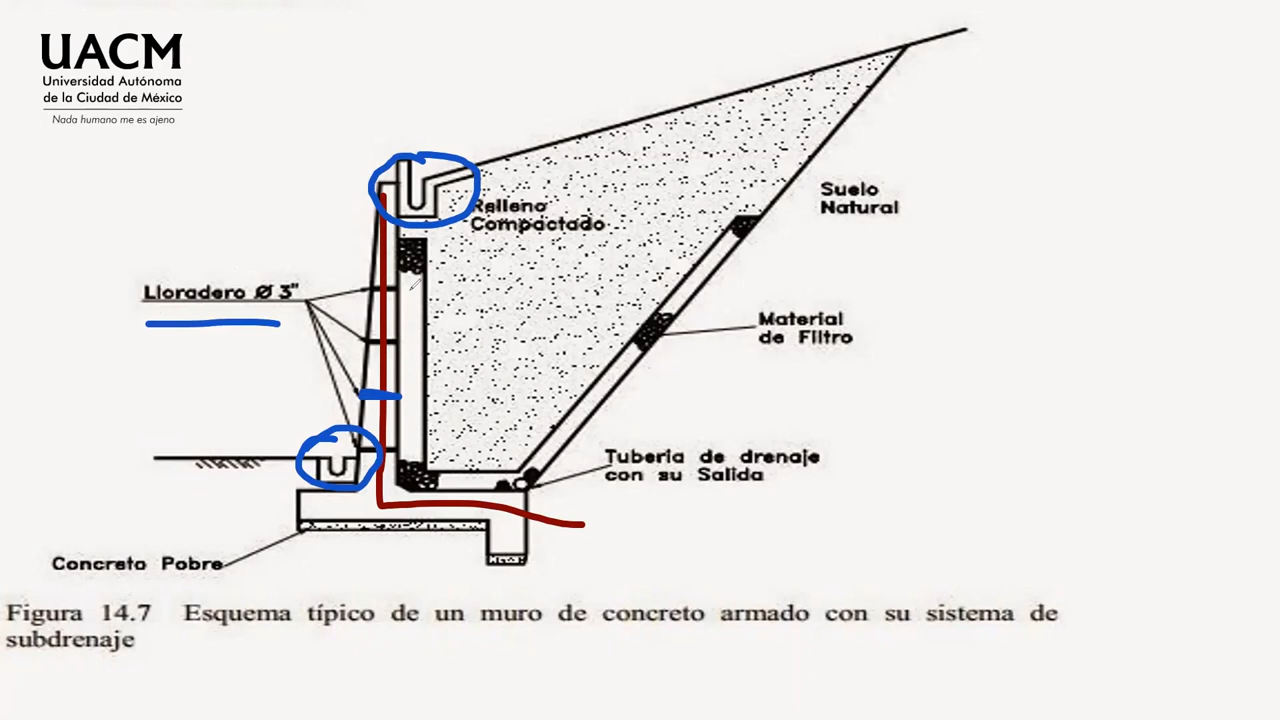 UACM
Universidad Autónoma
de la Ciudad de México
Nada humano me es ajeno
Suelo
Natural
Relleno
Compactado
Lloradero Ø 3"
Material
de Filtro
Tuberia de drenaje
con su Salida
Concreto Pobre
Figura 14.7 Esquema típico de un muro de concreto armado con su sistema de
subdrenaje